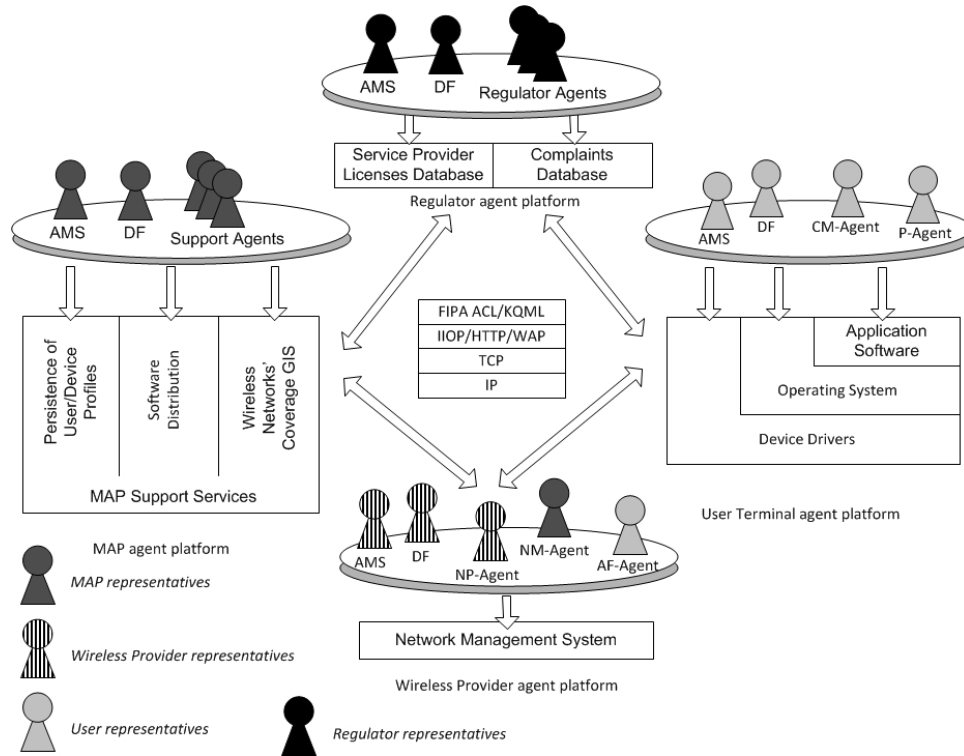 AMS
DF
Regulator Agents
Service Provider
Licenses Database
Complaints
Database
Regulator agent platform
AMS
DF
Support Agents
Persistence of
User/Device
Profiles
Software
Distribution
Wireless
Networks'
Coverage GIS
MAP Support Services
MAP agent platform
FIPA ACL/KQML
IIOP/HTTP/WAP
TCP
IP
AMS
DF
CM-Agent
P-Agent
Application
Software
Operating System
Device Drivers
User Terminal agent platform
AMS
DF
NP-Agent
NM-Agent
AF-Agent
Network Management System
Wireless Provider agent platform
MAP representatives
Wireless Provider representatives
User representatives
Regulator representatives